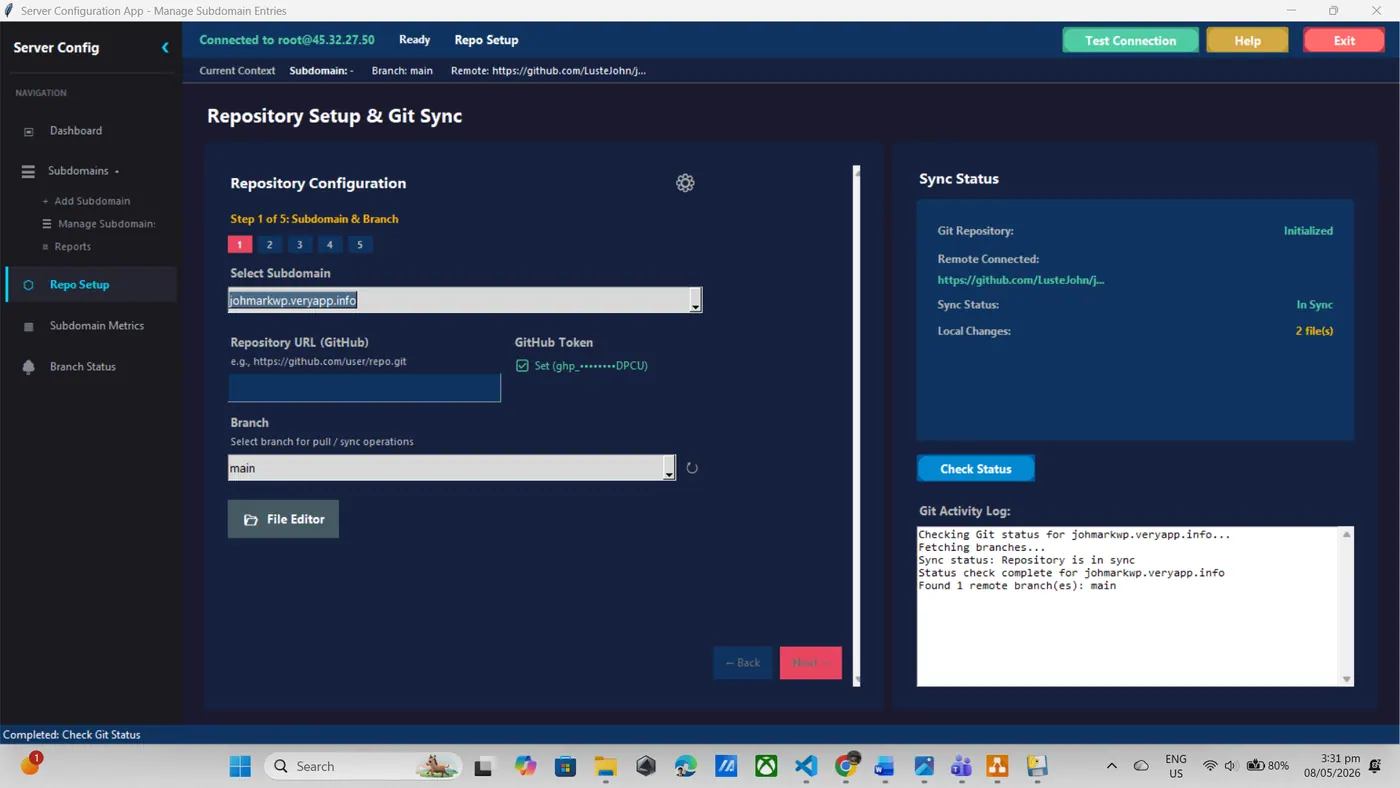 Server Configuration App - Manage Subdomain Entries
Server Config
NAVIGATION
Dashboard
Subdomains
+ Add Subdomain
Manage Subdomain:
Reports
Repo Setup
Subdomain Metrics
Branch Status
Connected to root@45.32.27.50
Ready
Repo Setup
Test Connection
Help
Exit
Current Context
Subdomain: -
Branch: main
Remote: https://github.com/LusteJohn/j...
Repository Setup & Git Sync
Repository Configuration
Step 1 of 5: Subdomain & Branch
1 2 3 4 5
Select Subdomain
johmarkwp.veryapp.info
Repository URL (GitHub)
e.g., https://github.com/user/repo.git
GitHub Token
Set (ghp_••••••••DPCU)
Branch
Select branch for pull / sync operations
main
File Editor
← Back
Next →
Sync Status
Git Repository: Initialized
Remote Connected:
https://github.com/LusteJohn/j...
Sync Status: In Sync
Local Changes: 2 file(s)
Check Status
Git Activity Log:
Checking Git status for johmarkwp.veryapp.info...
Fetching branches...
Sync status: Repository is in sync
Status check complete for johmarkwp.veryapp.info
Found 1 remote branch(es): main
Completed: Check Git Status
1
Search
ENG
US
80%
3:31 pm
08/05/2026